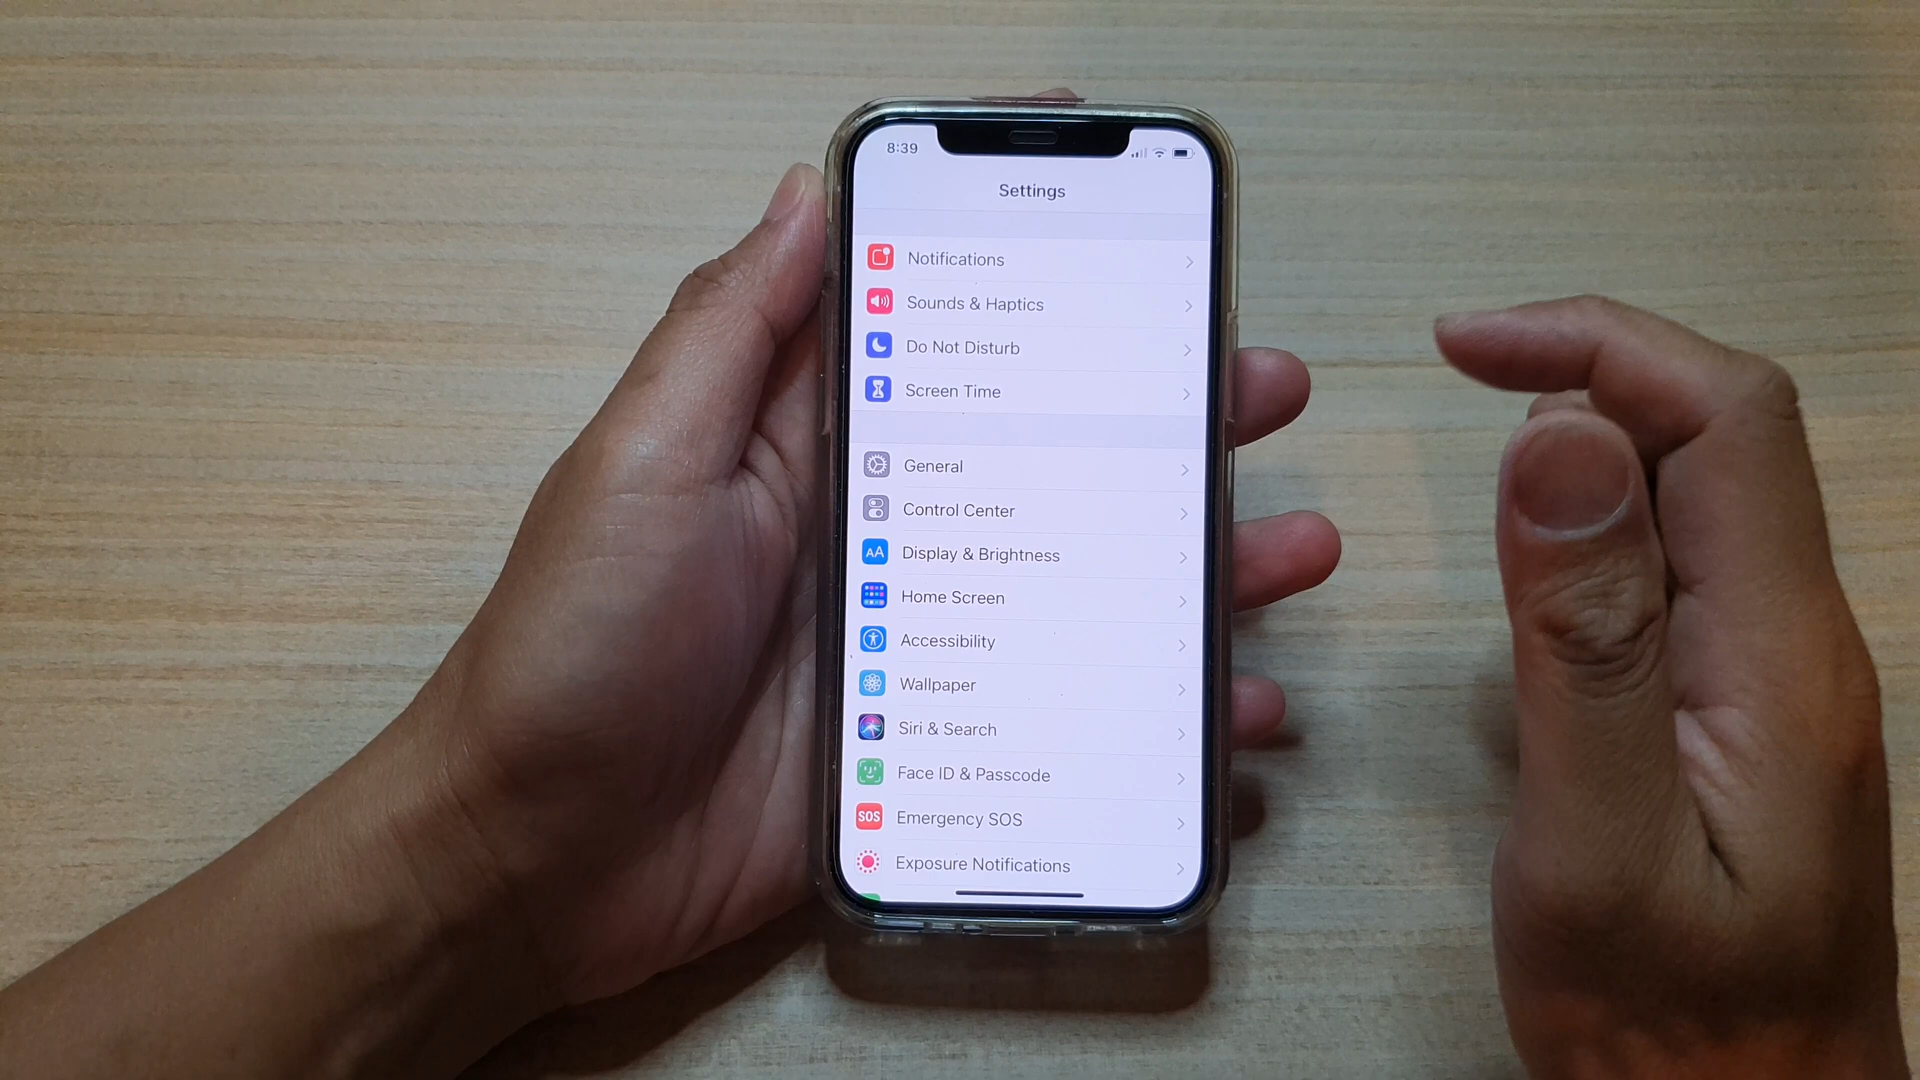 8:39
Settings
Notifications
Sounds & Haptics
Do Not Disturb
Screen Time
General
Control Center
AA Display & Brightness
Home Screen
Accessibility
Wallpaper
Siri & Search
Face ID & Passcode
SOS Emergency SOS
Exposure Notifications